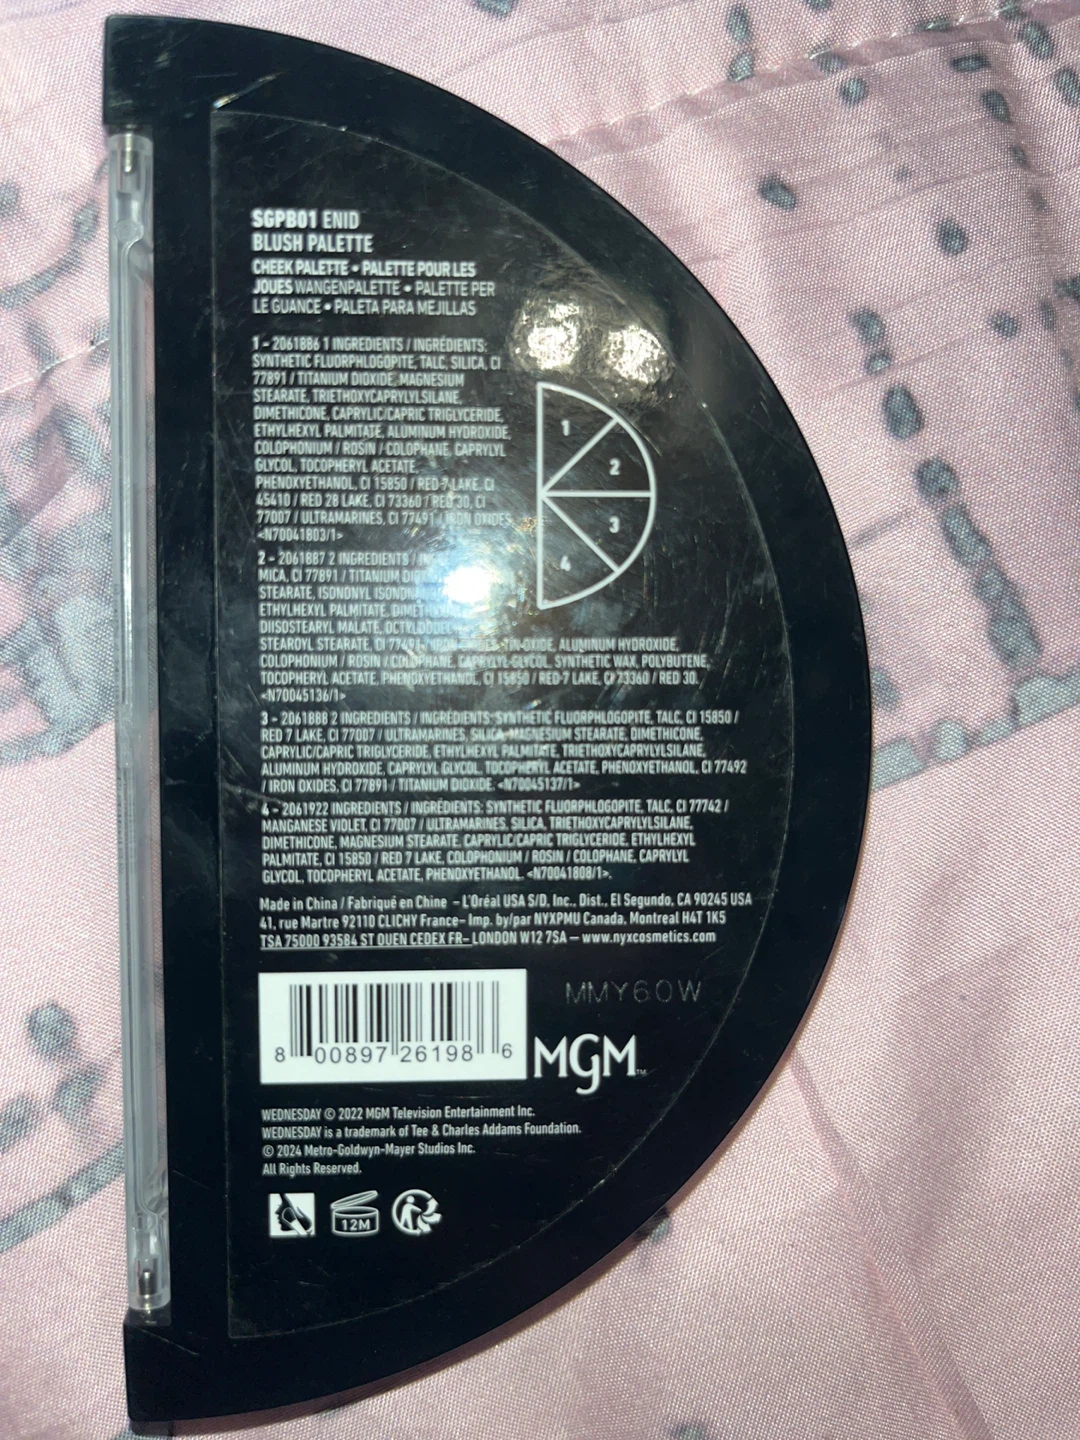 SGPB01 ENID
BLUSH PALETTE
CHEEK PALETTE • PALETTE POUR LES
JOUES WANGENPALETTE • PALETTE PER
LE GUANCE • PALETA PARA MEJILLAS
1 - 2061886 1 INGREDIENTS / INGRÉDIENTS:
SYNTHETIC FLUORPHLOGOPITE, TALC, SILICA, CI
77891 / TITANIUM DIOXIDE, MAGNESIUM
STEARATE, TRIETHOXYCAPRYLYLSILANE,
DIMETHICONE, CAPRYLIC/CAPRIC TRIGLYCERIDE,
ETHYLHEXYL PALMITATE, ALUMINUM HYDROXIDE,
COLOPHONIUM / ROSIN / COLOPHANE, CAPRYLYL
GLYCOL, TOCOPHERYL ACETATE,
PHENOXYETHANOL, CI 15850 / RED 7 LAKE, CI
45410 / RED 28 LAKE, CI 73360 / RED 30, CI
77007 / ULTRAMARINES, CI 77491 / IRON OXIDES
<N70041803/1>
1
2
3
4
2 - 2061887 2 INGREDIENTS /
MICA, CI 77891 / TITANIUM
STEARATE, ISONONYL
ETHYLHEXYL PALMITATE,
DIISOSTEARYL MALATE,
STEAROYL STEARATE, CI 77491 TIN OXIDE, ALUMINUM HYDROXIDE,
COLOPHONIUM / ROSIN / COLOPHANE, CAPRYLYL GLYCOL, SYNTHETIC WAX, POLYBUTENE,
TOCOPHERYL ACETATE, PHENOXYETHANOL, CI 15850 / RED 7 LAKE, CI 73360 / RED 30.
<N70045136/1>
3 - 2061888 2 INGREDIENTS / INGRÉDIENTS: SYNTHETIC FLUORPHLOGOPITE, TALC, CI 15850 /
RED 7 LAKE, CI 77007 / ULTRAMARINES, SILICA, MAGNESIUM STEARATE, DIMETHICONE,
CAPRYLIC/CAPRIC TRIGLYCERIDE, ETHYLHEXYL PALMITATE, TRIETHOXYCAPRYLYLSILANE,
ALUMINUM HYDROXIDE, CAPRYLYL GLYCOL, TOCOPHERYL ACETATE, PHENOXYETHANOL, CI 77492
/ IRON OXIDES, CI 77891 / TITANIUM DIOXIDE. <N70045137/1>
4 - 2061922 INGREDIENTS / INGRÉDIENTS: SYNTHETIC FLUORPHLOGOPITE, TALC, CI 77742 /
MANGANESE VIOLET, CI 77007 / ULTRAMARINES, SILICA, TRIETHOXYCAPRYLYLSILANE,
DIMETHICONE, MAGNESIUM STEARATE, CAPRYLIC/CAPRIC TRIGLYCERIDE, ETHYLHEXYL
PALMITATE, CI 15850 / RED 7 LAKE, COLOPHONIUM / ROSIN / COLOPHANE, CAPRYLYL
GLYCOL, TOCOPHERYL ACETATE, PHENOXYETHANOL. <N70041808/1>.
Made in China / Fabriqué en Chine – L'Oréal USA S/D, Inc., Dist., El Segundo, CA 90245 USA
41, rue Martre 92110 CLICHY France– Imp. by/par NYXPMU Canada, Montreal H4T 1K5
TSA 75000 93584 ST OUEN CEDEX FR– LONDON W12 7SA – www.nyxcosmetics.com
MMY60W
8 00897 26198 6
MGM™
WEDNESDAY © 2022 MGM Television Entertainment Inc.
WEDNESDAY is a trademark of Tee & Charles Addams Foundation.
© 2024 Metro-Goldwyn-Mayer Studios Inc.
All Rights Reserved.
12M